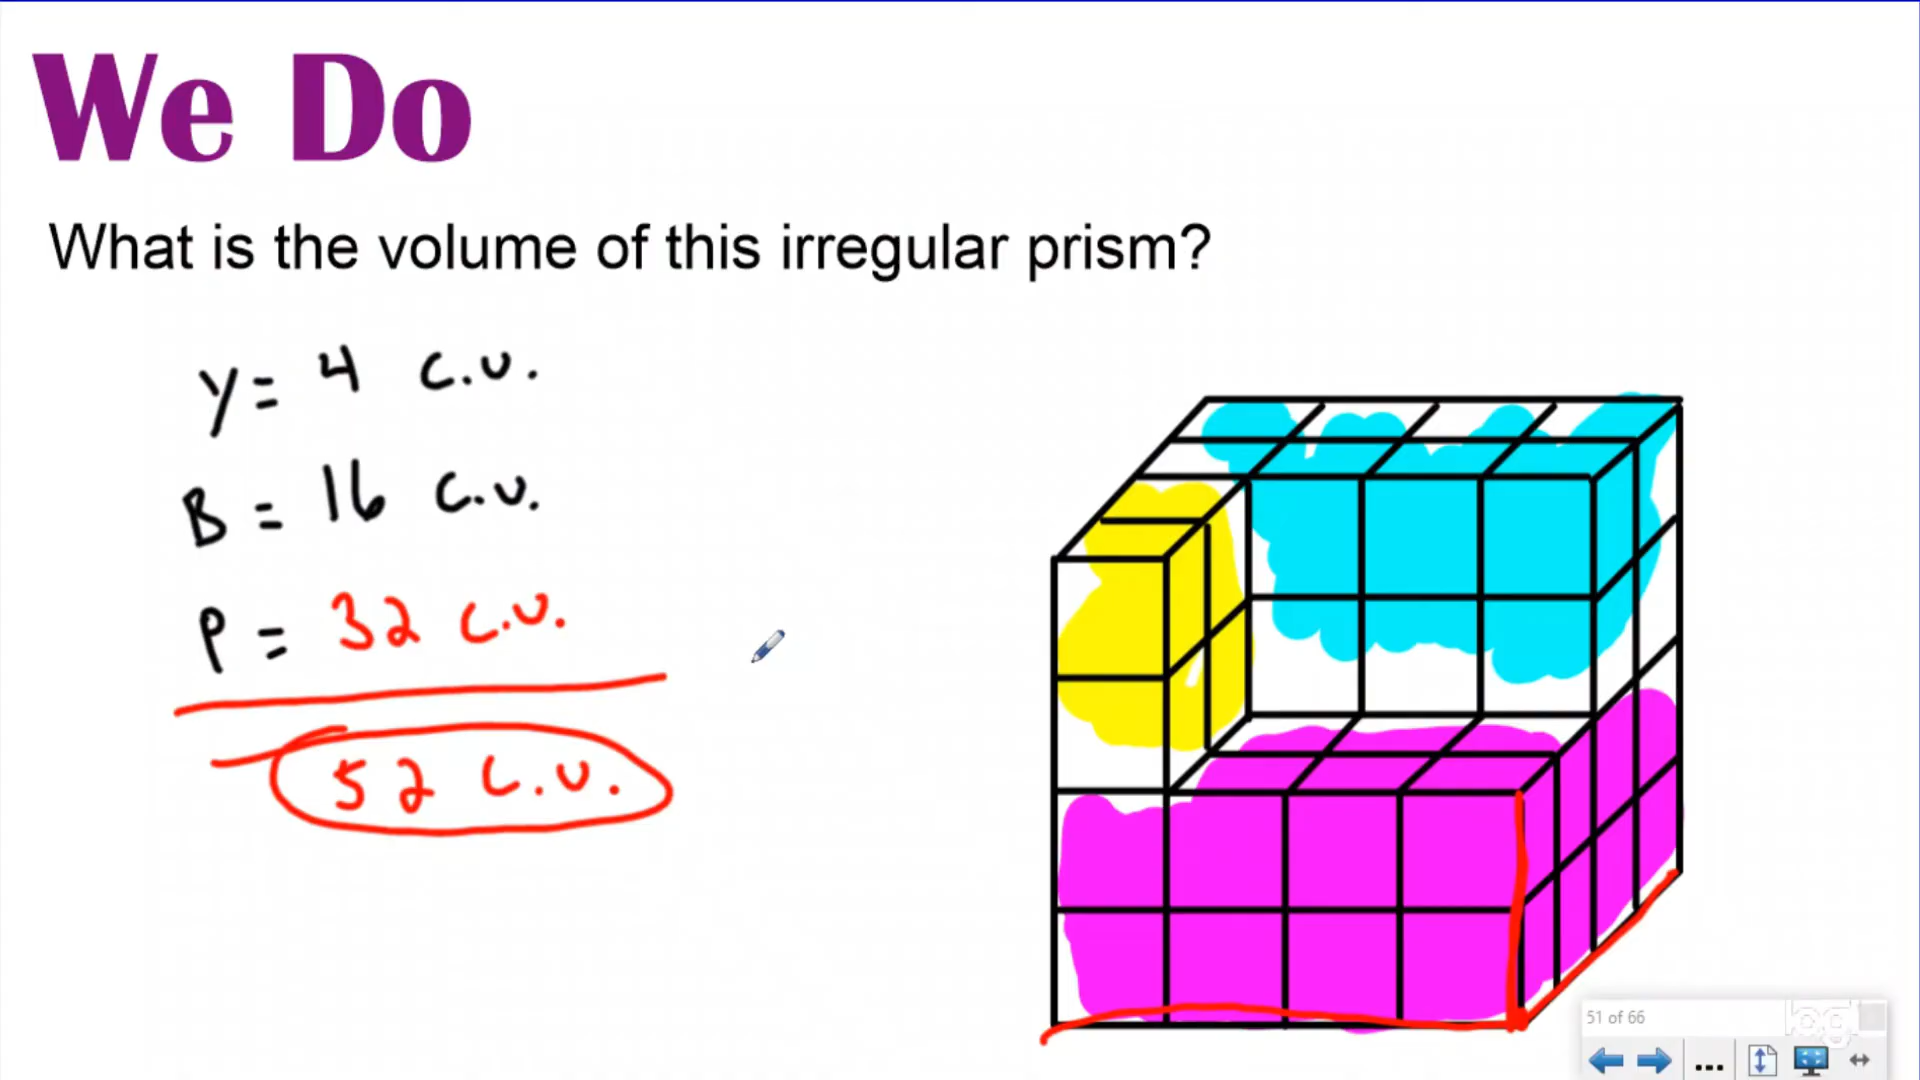 We Do
What is the volume of this irregular prism?
y = 4 c.u.
B = 16 c.u.
P = 32 c.u.
52 c.u.
51 of 66